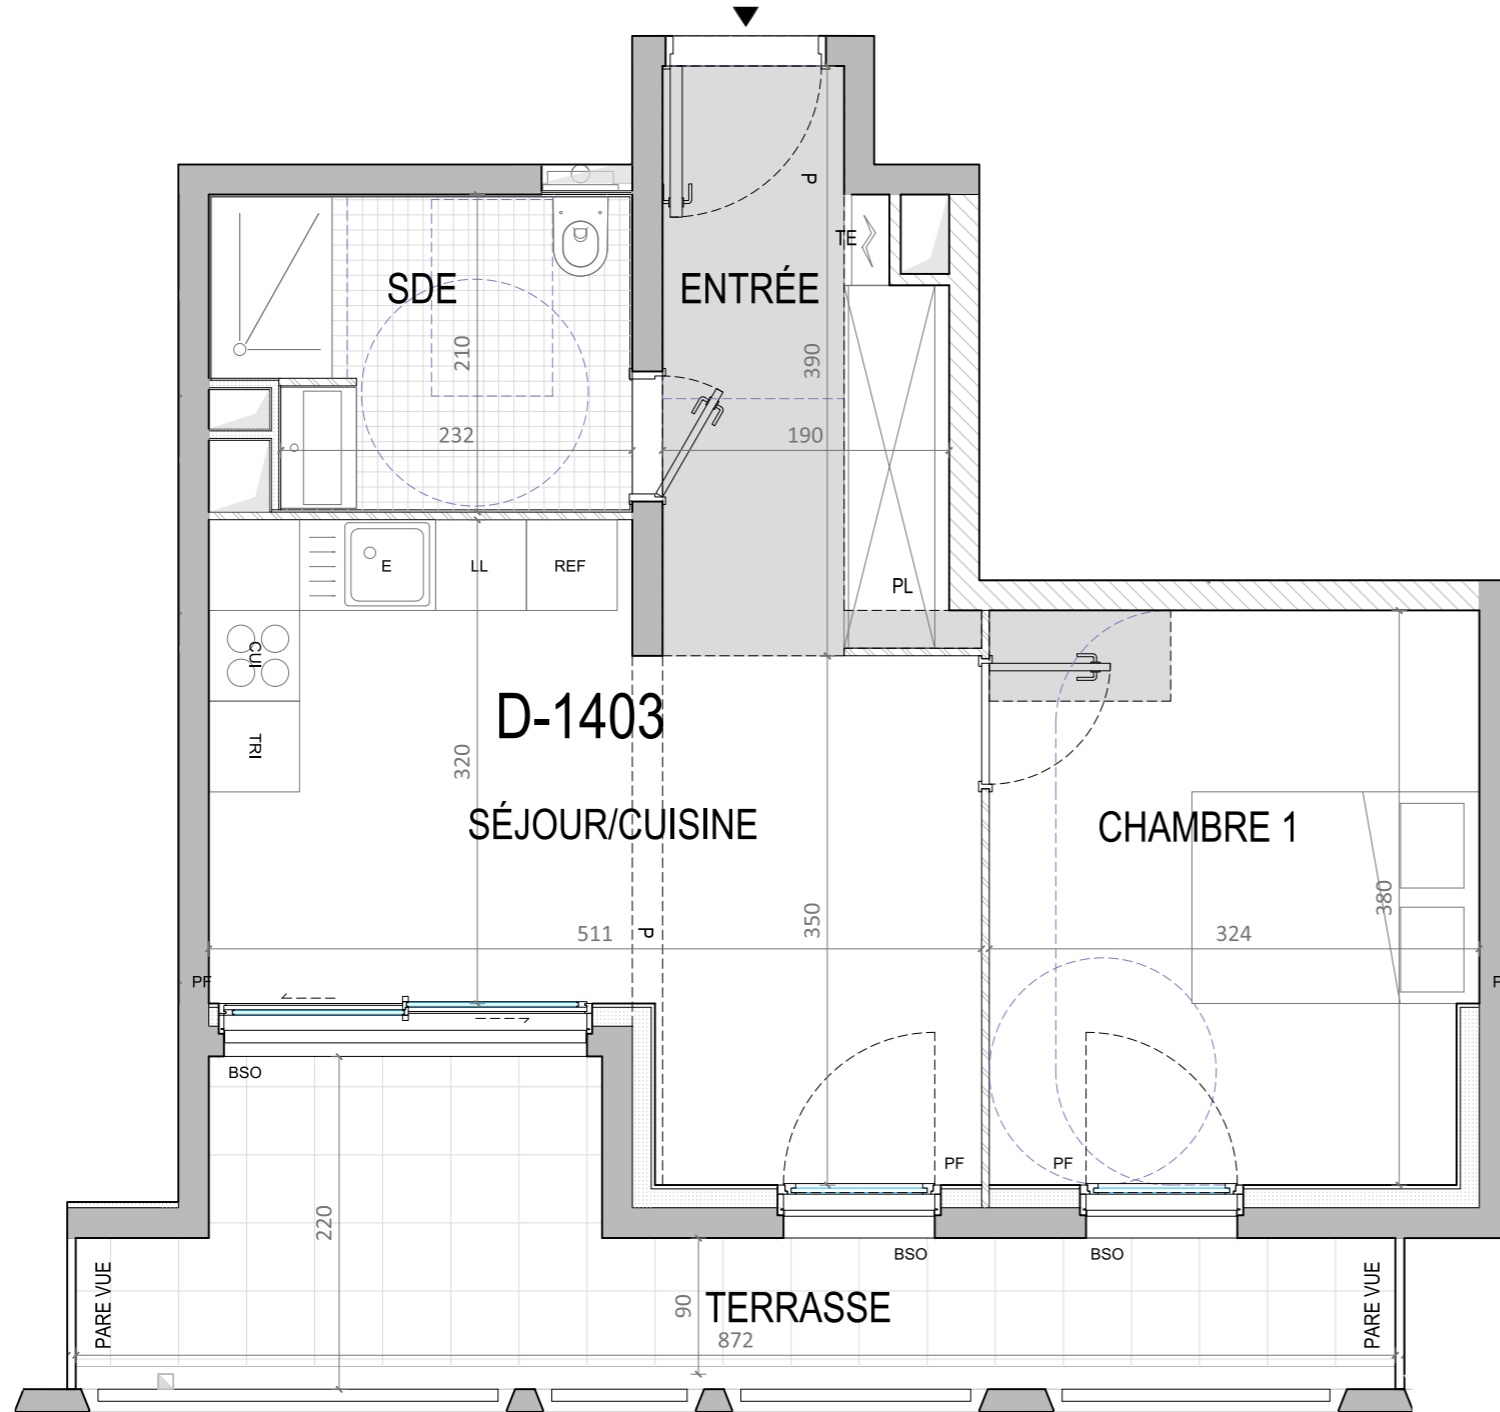 P
TE
SDE
ENTRÉE
210
390
232
190
E
LL
REF
PL
CUI
D-1403
TRI
320
SÉJOUR/CUISINE
CHAMBRE 1
380
350
511
P
324
PF
P
BSO
PF
PF
220
BSO
BSO
PARE VUE
90
TERRASSE
PARE VUE
872